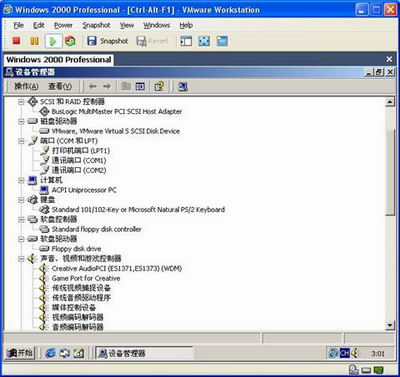 Windows 2000 Professional - [Ctrl-Alt-F1] - VMware Workstation
File Edit Power Snapshot View Windows Help
Snapshot Revert
Windows 2000 Professional
设备管理器
操作(A) 查看(V)
SCSI 和 RAID 控制器
BusLogic MultiMaster PCI SCSI Host Adapter
磁盘驱动器
VMware, VMware Virtual S SCSI Disk Device
端口 (COM 和 LPT)
打印机端口 (LPT1)
通讯端口 (COM1)
通讯端口 (COM2)
计算机
ACPI Uniprocessor PC
键盘
Standard 101/102-Key or Microsoft Natural PS/2 Keyboard
软盘控制器
Standard floppy disk controller
软盘驱动器
Floppy disk drive
声音、视频和游戏控制器
Creative AudioPCI (ES1371,ES1373) (WDM)
Game Port for Creative
传统视频捕捉设备
传统音频驱动程序
媒体控制设备
视频编码解码器
音频编码解码器
开始 设备管理器 CH 3:01